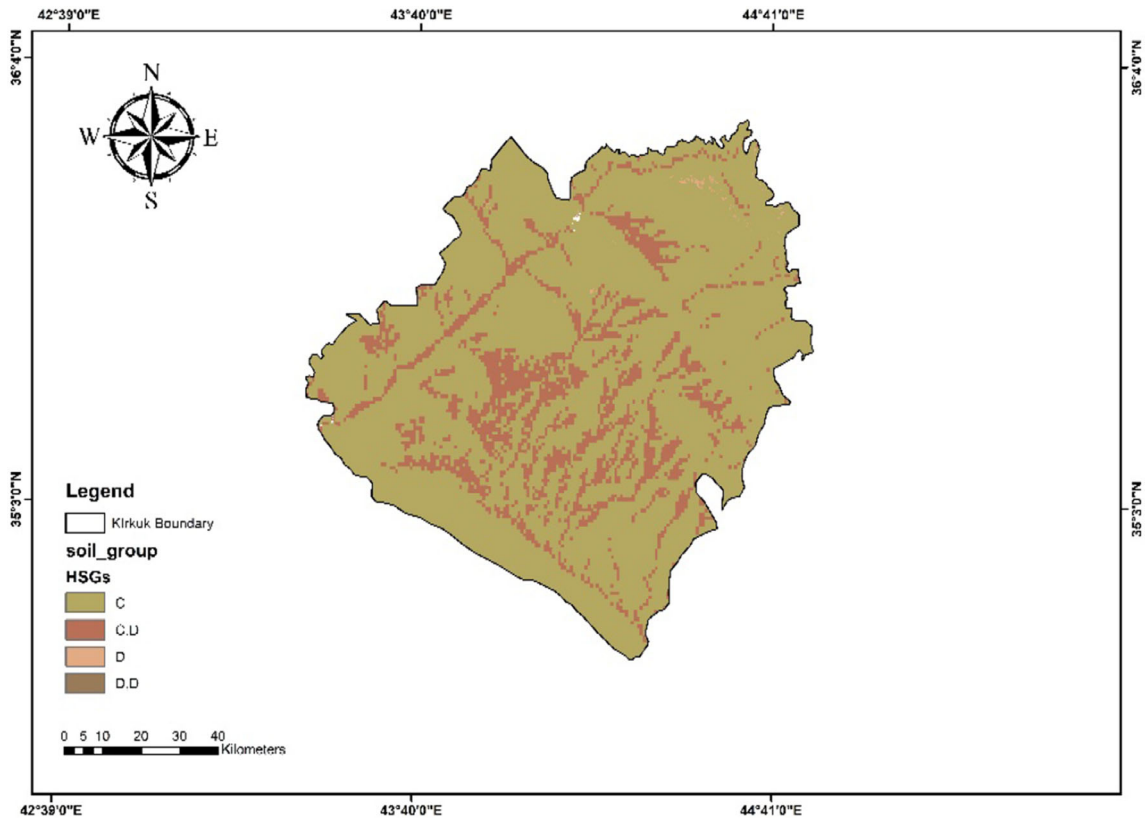 42°39'0"E 43°40'0"E 44°41'0"E
36°4'0"N
36°4'0"N
N
W E
S
35°3'0"N
35°3'0"N
Legend
KIrkuk Boundary
soil_group
HSGs
C
C.D
D
D.D
0 5 10 20 30 40
Kilometers
42°39'0"E 43°40'0"E 44°41'0"E